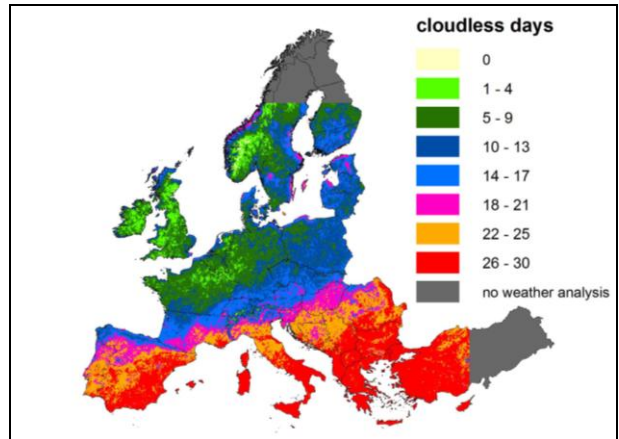 cloudless days
0
1 - 4
5 - 9
10 - 13
14 - 17
18 - 21
22 - 25
26 - 30
no weather analysis